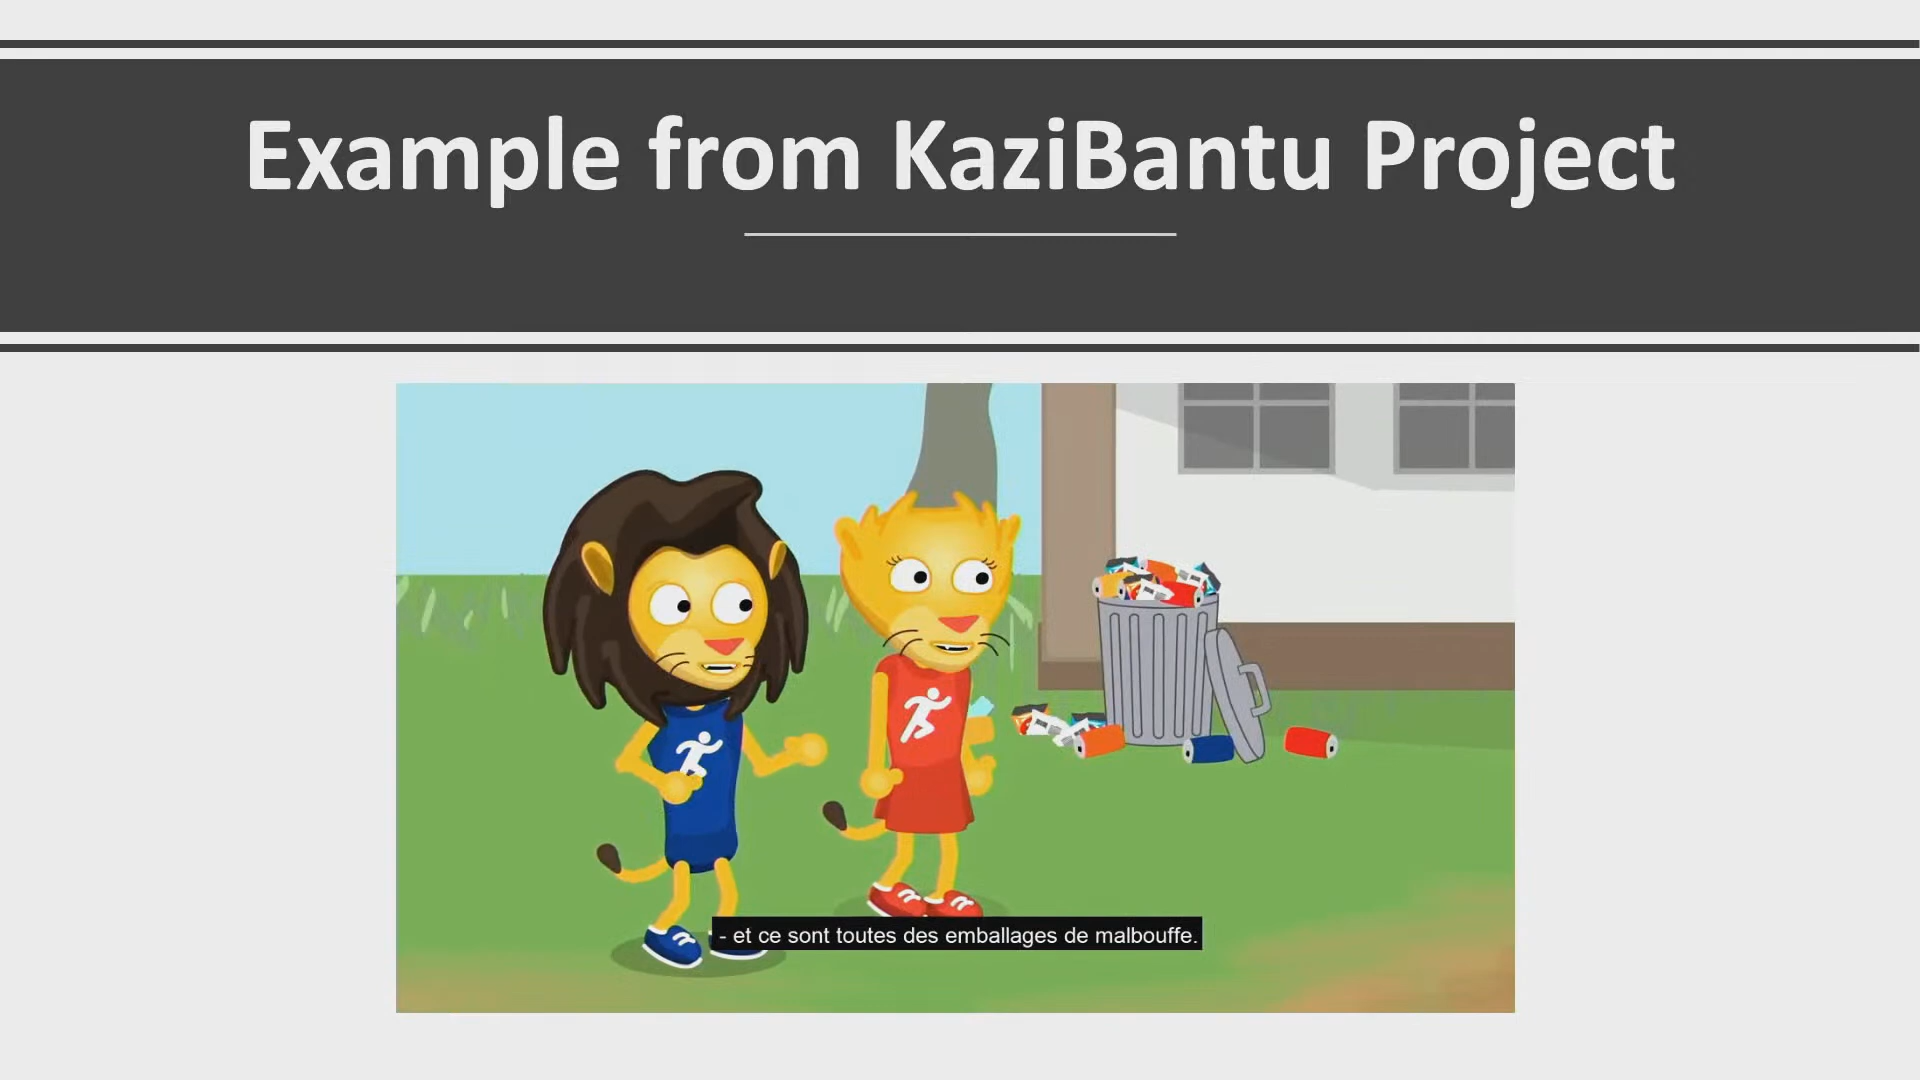 Example from KaziBantu Project
- et ce sont toutes des emballages de malbouffe.